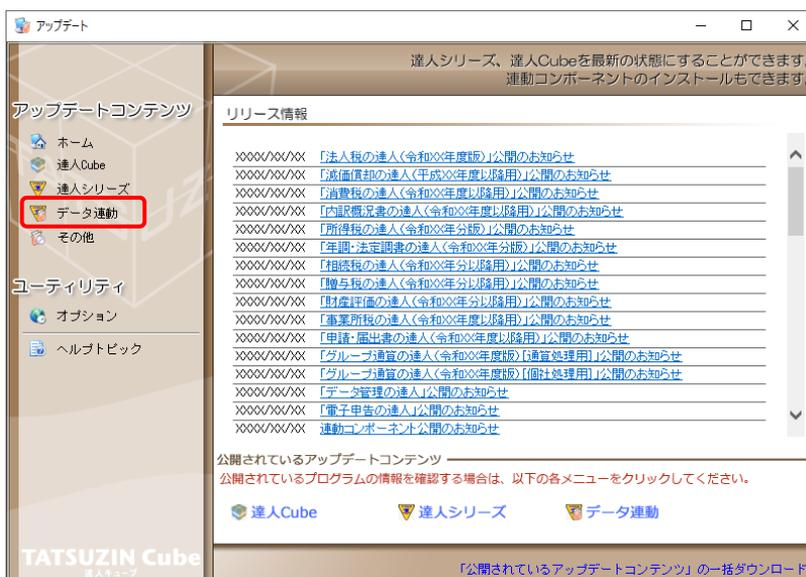 アップデート
達人シリーズ、達人Cubeを最新の状態にすることができます。
連動コンポーネントのインストールもできます。
アップデートコンテンツ
ホーム
達人Cube
達人シリーズ
データ連動
その他
ユーティリティ
オプション
ヘルプトピック
リリース情報
XXXX/XX/XX 「法人税の達人(令和XX年度版)」公開のお知らせ
XXXX/XX/XX 「減価償却の達人(平成XX年度以降用)」公開のお知らせ
XXXX/XX/XX 「消費税の達人(令和XX年度以降用)」公開のお知らせ
XXXX/XX/XX 「内訳概況書の達人(令和XX年度以降用)」公開のお知らせ
XXXX/XX/XX 「所得税の達人(令和XX年分版)」公開のお知らせ
XXXX/XX/XX 「年調・法定調書の達人(令和XX年分版)」公開のお知らせ
XXXX/XX/XX 「相続税の達人(令和XX年分以降用)」公開のお知らせ
XXXX/XX/XX 「贈与税の達人(令和XX年分以降用)」公開のお知らせ
XXXX/XX/XX 「財産評価の達人(令和XX年分以降用)」公開のお知らせ
XXXX/XX/XX 「事業所税の達人(令和XX年度以降用)」公開のお知らせ
XXXX/XX/XX 「申請・届出書の達人(令和XX年度以降用)」公開のお知らせ
XXXX/XX/XX 「グループ通算の達人(令和XX年度版)[通算処理用]」公開のお知らせ
XXXX/XX/XX 「グループ通算の達人(令和XX年度版)[個社処理用]」公開のお知らせ
XXXX/XX/XX 「データ管理の達人」公開のお知らせ
XXXX/XX/XX 「電子申告の達人」公開のお知らせ
XXXX/XX/XX 連動コンポーネント公開のお知らせ
公開されているアップデートコンテンツ
公開されているプログラムの情報を確認する場合は、以下の各メニューをクリックしてください。
達人Cube 達人シリーズ データ連動
TATSUZIN Cube
達人キューブ
「公開されているアップデートコンテンツ」の一括ダウンロード